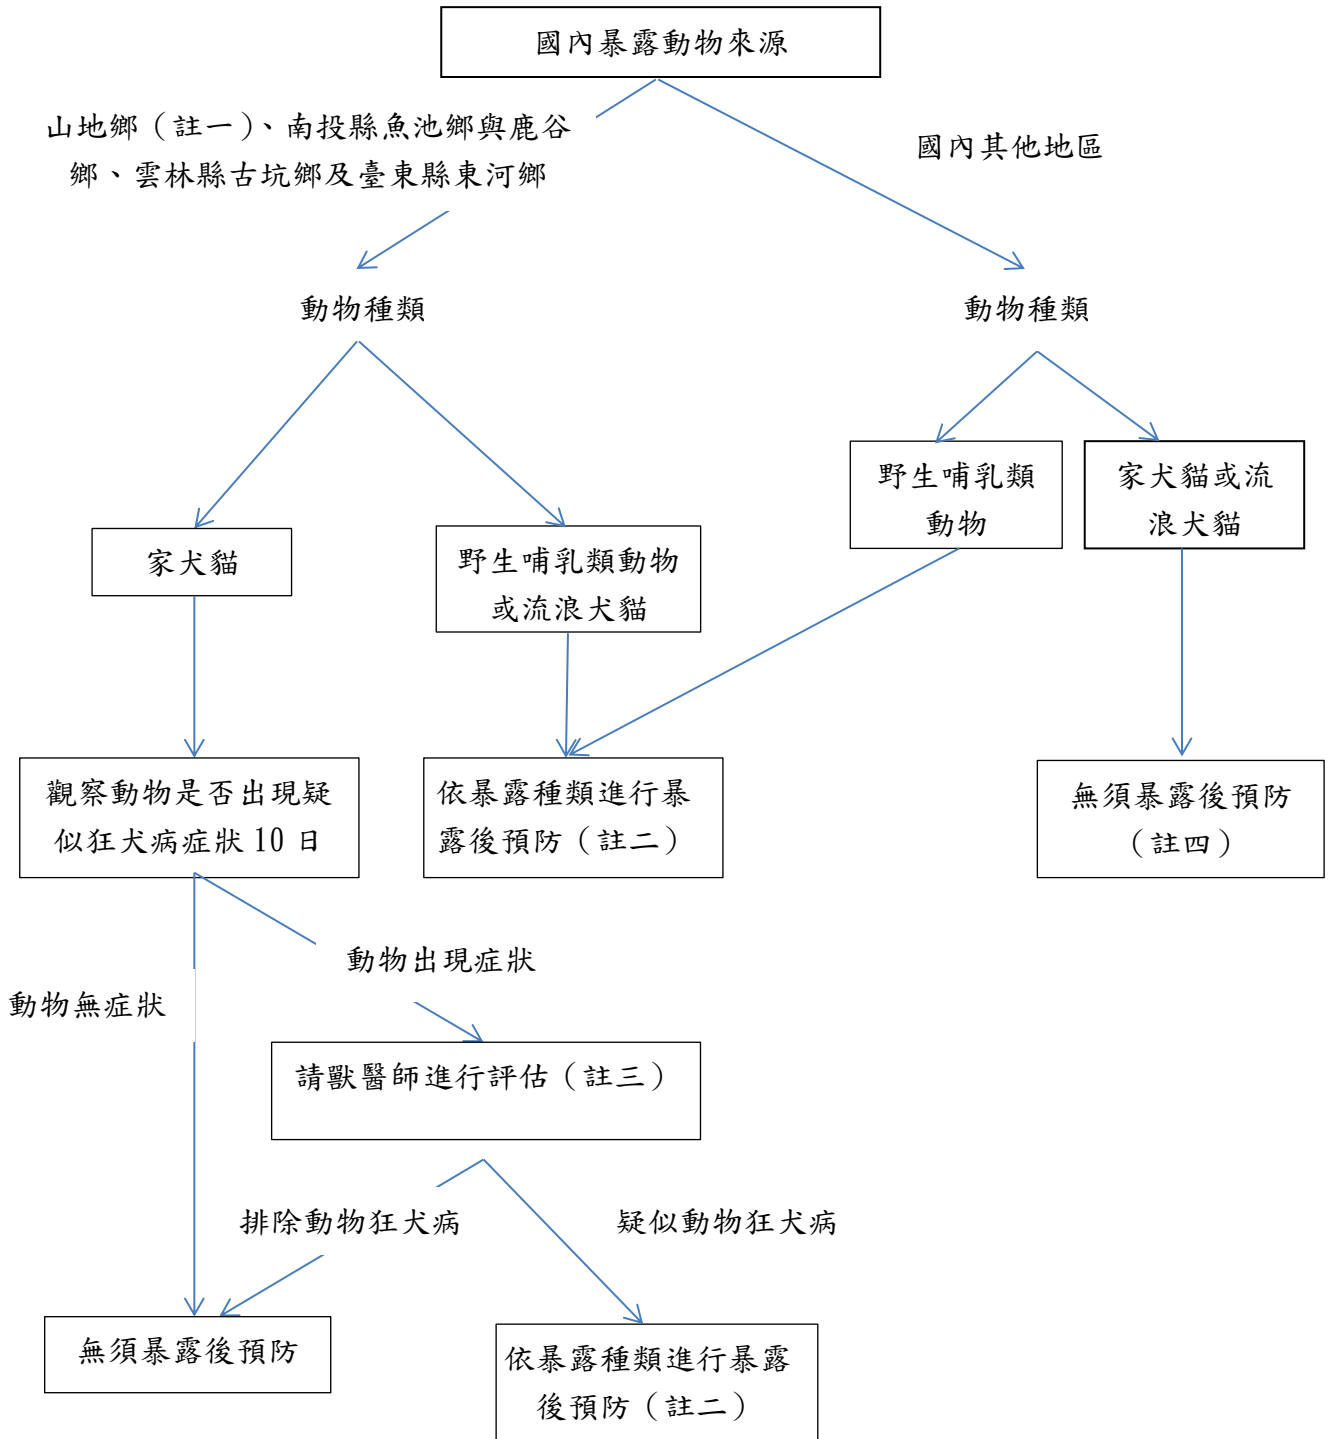 國內暴露動物來源
山地鄉（註一）、南投縣魚池鄉與鹿谷
鄉、雲林縣古坑鄉及臺東縣東河鄉
國內其他地區
動物種類
動物種類
野生哺乳類
動物
家犬貓或流
浪犬貓
家犬貓
野生哺乳類動物
或流浪犬貓
觀察動物是否出現疑
似狂犬病症狀 10 日
依暴露種類進行暴
露後預防（註二）
無須暴露後預防
（註四）
動物出現症狀
動物無症狀
請獸醫師進行評估（註三）
排除動物狂犬病
疑似動物狂犬病
無須暴露後預防
依暴露種類進行暴露
後預防（註二）